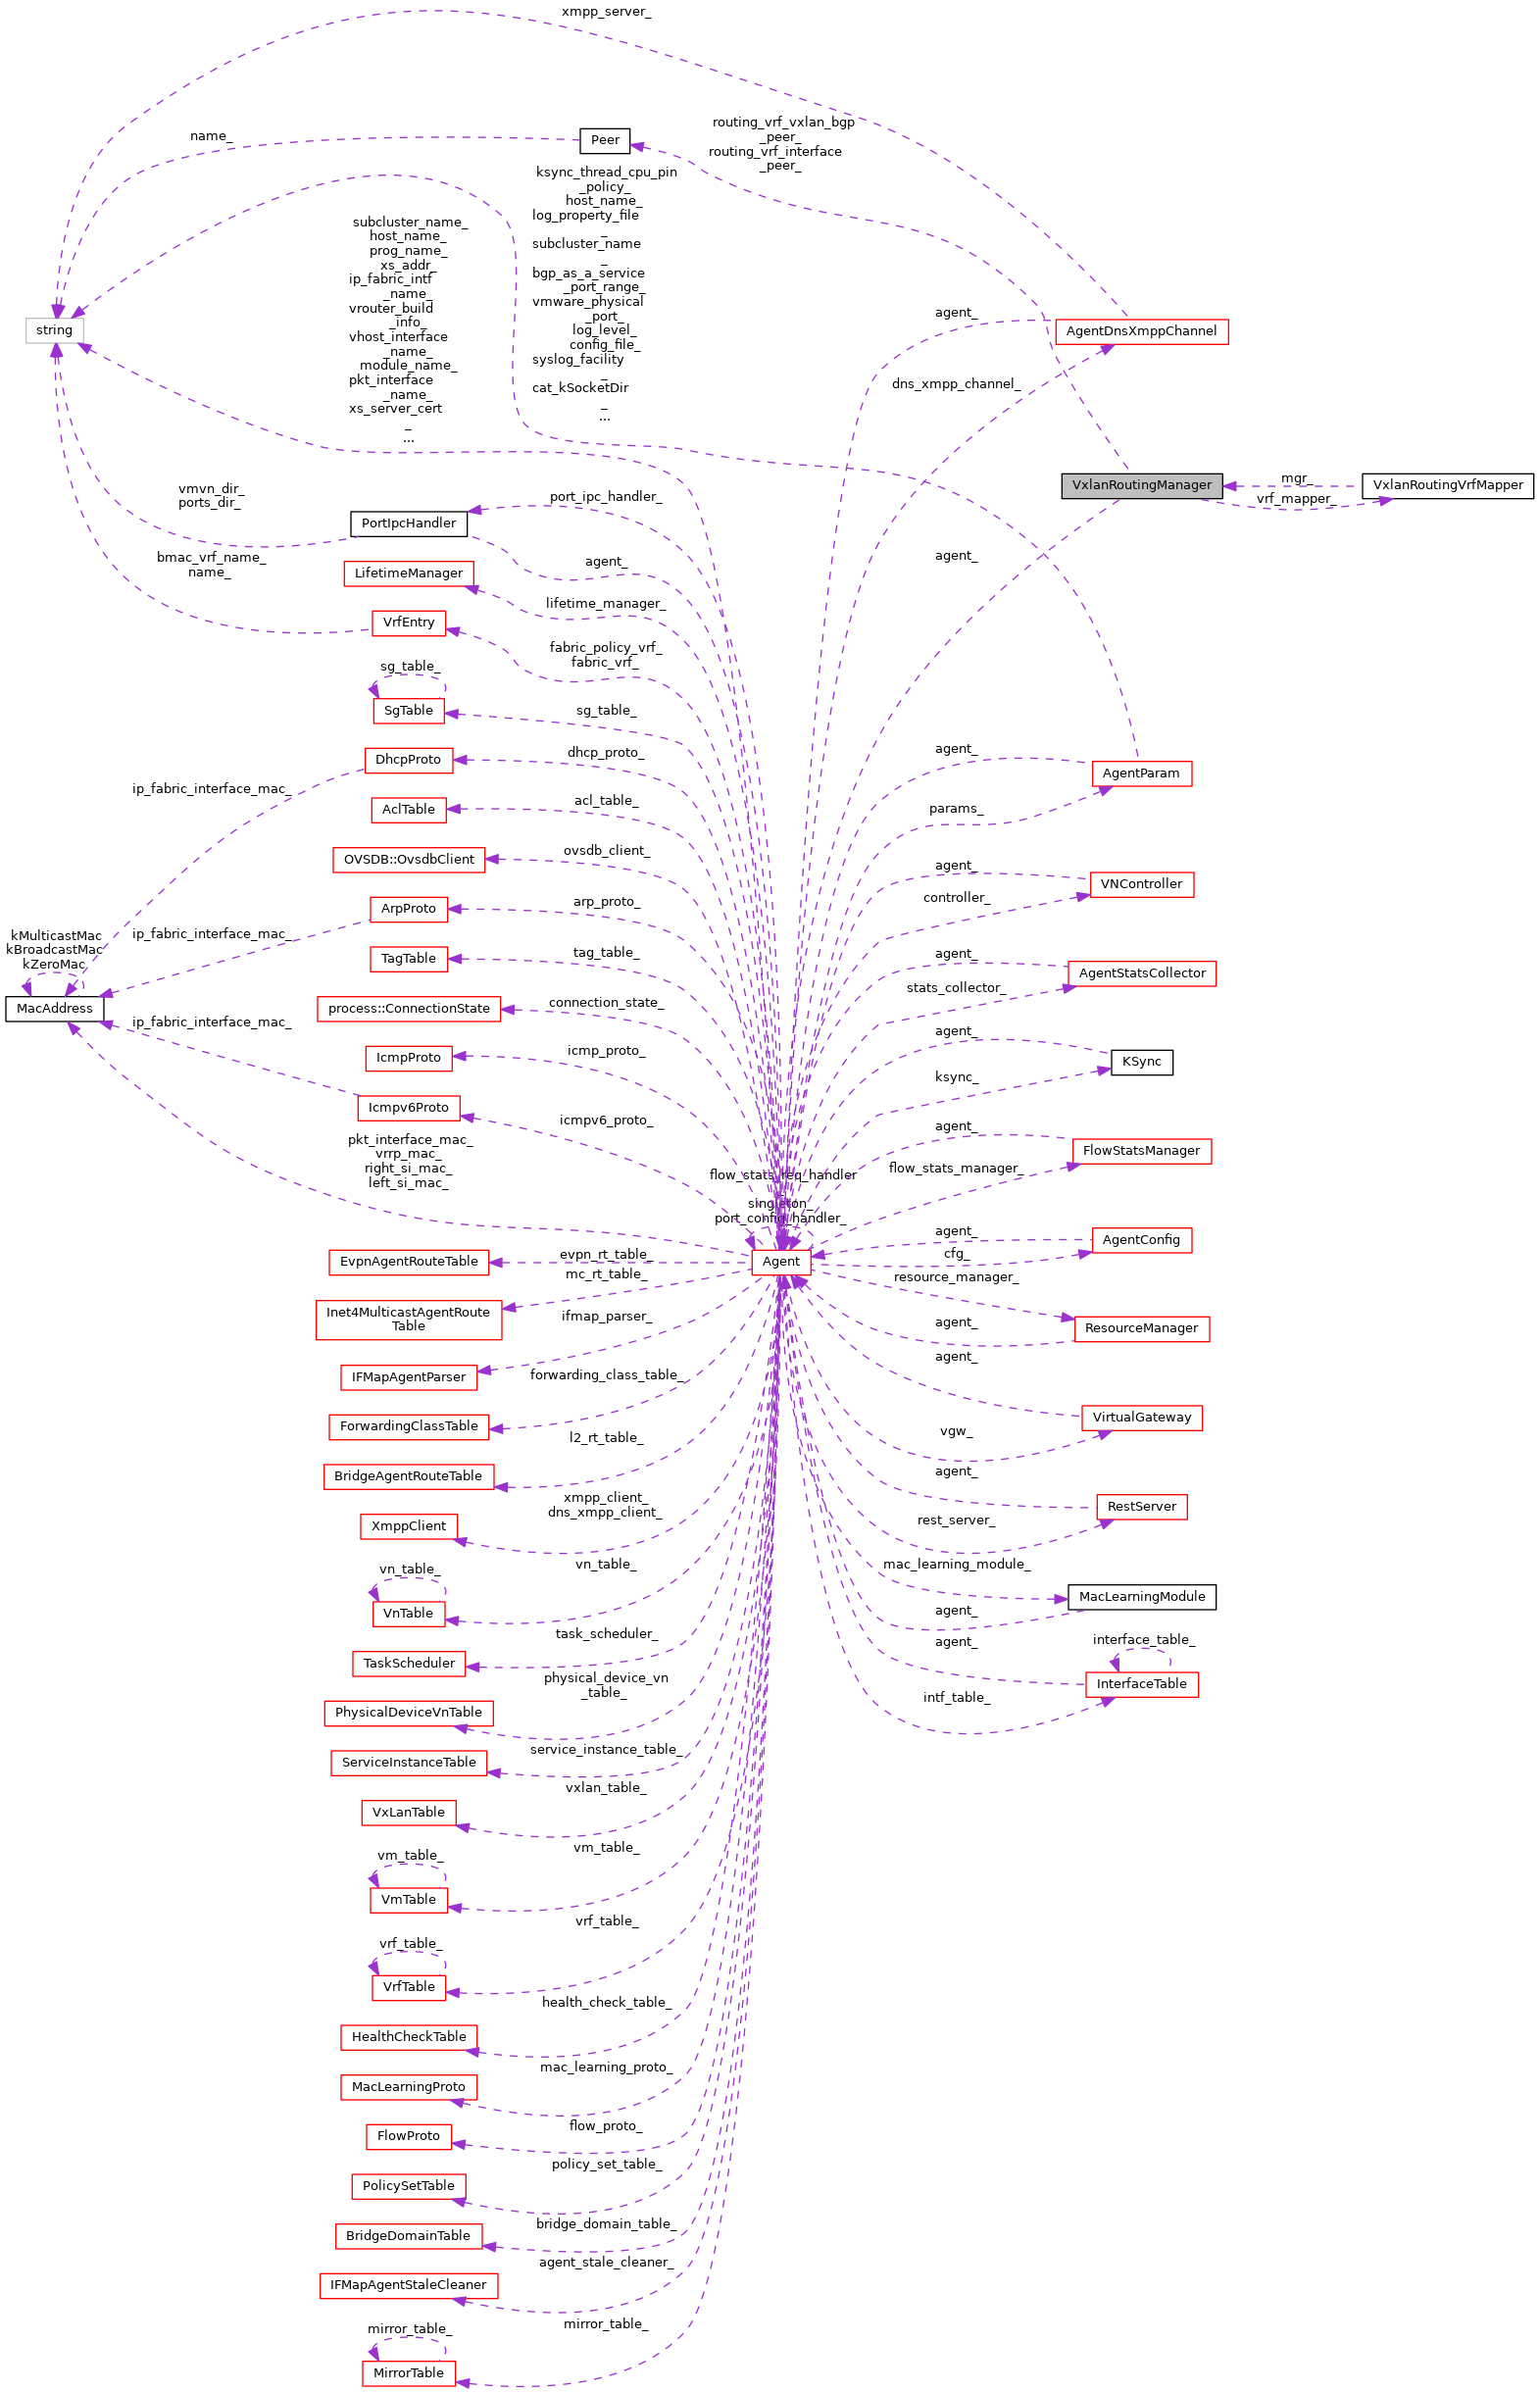 xmpp_server_
name_
Peer
routing_vrf_vxlan_bgp
_peer_
routing_vrf_interface
_peer_
ksync_thread_cpu_pin
_policy_
host_name_
log_property_file
_
subcluster_name
_
bgp_as_a_service
_port_range_
vmware_physical
_port_
log_level_
config_file_
syslog_facility
_
cat_kSocketDir
_
...
subcluster_name_
host_name_
prog_name_
xs_addr_
ip_fabric_intf
_name_
vrouter_build
_info_
vhost_interface
_name_
module_name_
pkt_interface
_name_
xs_server_cert
_
...
string
agent_
AgentDnsXmppChannel
dns_xmpp_channel_
VxlanRoutingManager
mgr_
vrf_mapper_
VxlanRoutingVrfMapper
vmvn_dir_
ports_dir_
port_ipc_handler_
PortIpcHandler
agent_
agent_
bmac_vrf_name_
name_
LifetimeManager
lifetime_manager_
VrfEntry
fabric_policy_vrf_
fabric_vrf_
sg_table_
SgTable
sg_table_
DhcpProto
dhcp_proto_
agent_
AgentParam
params_
ip_fabric_interface_mac_
AclTable
acl_table_
OVSDB::OvsdbClient
ovsdb_client_
agent_
VNController
controller_
ArpProto
arp_proto_
ip_fabric_interface_mac_
kMulticastMac
kBroadcastMac
kZeroMac
MacAddress
TagTable
tag_table_
agent_
AgentStatsCollector
stats_collector_
process::ConnectionState
connection_state_
ip_fabric_interface_mac_
IcmpProto
icmp_proto_
agent_
KSync
ksync_
Icmpv6Proto
icmpv6_proto_
pkt_interface_mac_
vrrp_mac_
right_si_mac_
left_si_mac_
agent_
FlowStatsManager
flow_stats_manager_
flow_stats_req_handler
_
singleton_
port_config_handler_
Agent
agent_
AgentConfig
cfg_
EvpnAgentRouteTable
evpn_rt_table_
mc_rt_table_
Inet4MulticastAgentRoute
Table
resource_manager_
ResourceManager
agent_
ifmap_parser_
IFMapAgentParser
agent_
VirtualGateway
vgw_
forwarding_class_table_
ForwardingClassTable
l2_rt_table_
BridgeAgentRouteTable
agent_
RestServer
rest_server_
xmpp_client_
dns_xmpp_client_
XmppClient
vn_table_
VnTable
vn_table_
mac_learning_module_
MacLearningModule
agent_
task_scheduler_
TaskScheduler
agent_
interface_table_
InterfaceTable
intf_table_
physical_device_vn
_table_
PhysicalDeviceVnTable
service_instance_table_
ServiceInstanceTable
vxlan_table_
VxLanTable
vm_table_
VmTable
vm_table_
vrf_table_
VrfTable
vrf_table_
health_check_table_
HealthCheckTable
mac_learning_proto_
MacLearningProto
flow_proto_
FlowProto
policy_set_table_
PolicySetTable
bridge_domain_table_
BridgeDomainTable
agent_stale_cleaner_
IFMapAgentStaleCleaner
mirror_table_
MirrorTable
mirror_table_